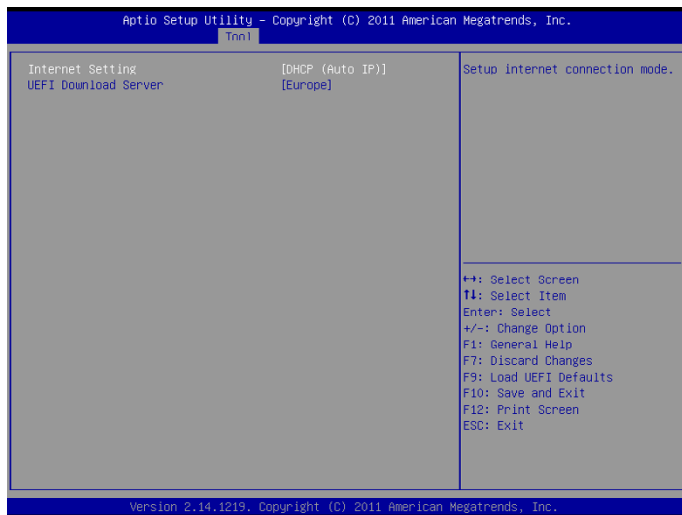 Aptio Setup Utility – Copyright (C) 2011 American Megatrends, Inc.
Tool
Internet Setting [DHCP (Auto IP)]
UEFI Download Server [Europe]
Setup internet connection mode.
↔: Select Screen
↑↓: Select Item
Enter: Select
+/-: Change Option
F1: General Help
F7: Discard Changes
F9: Load UEFI Defaults
F10: Save and Exit
F12: Print Screen
ESC: Exit
Version 2.14.1219. Copyright (C) 2011 American Megatrends, Inc.